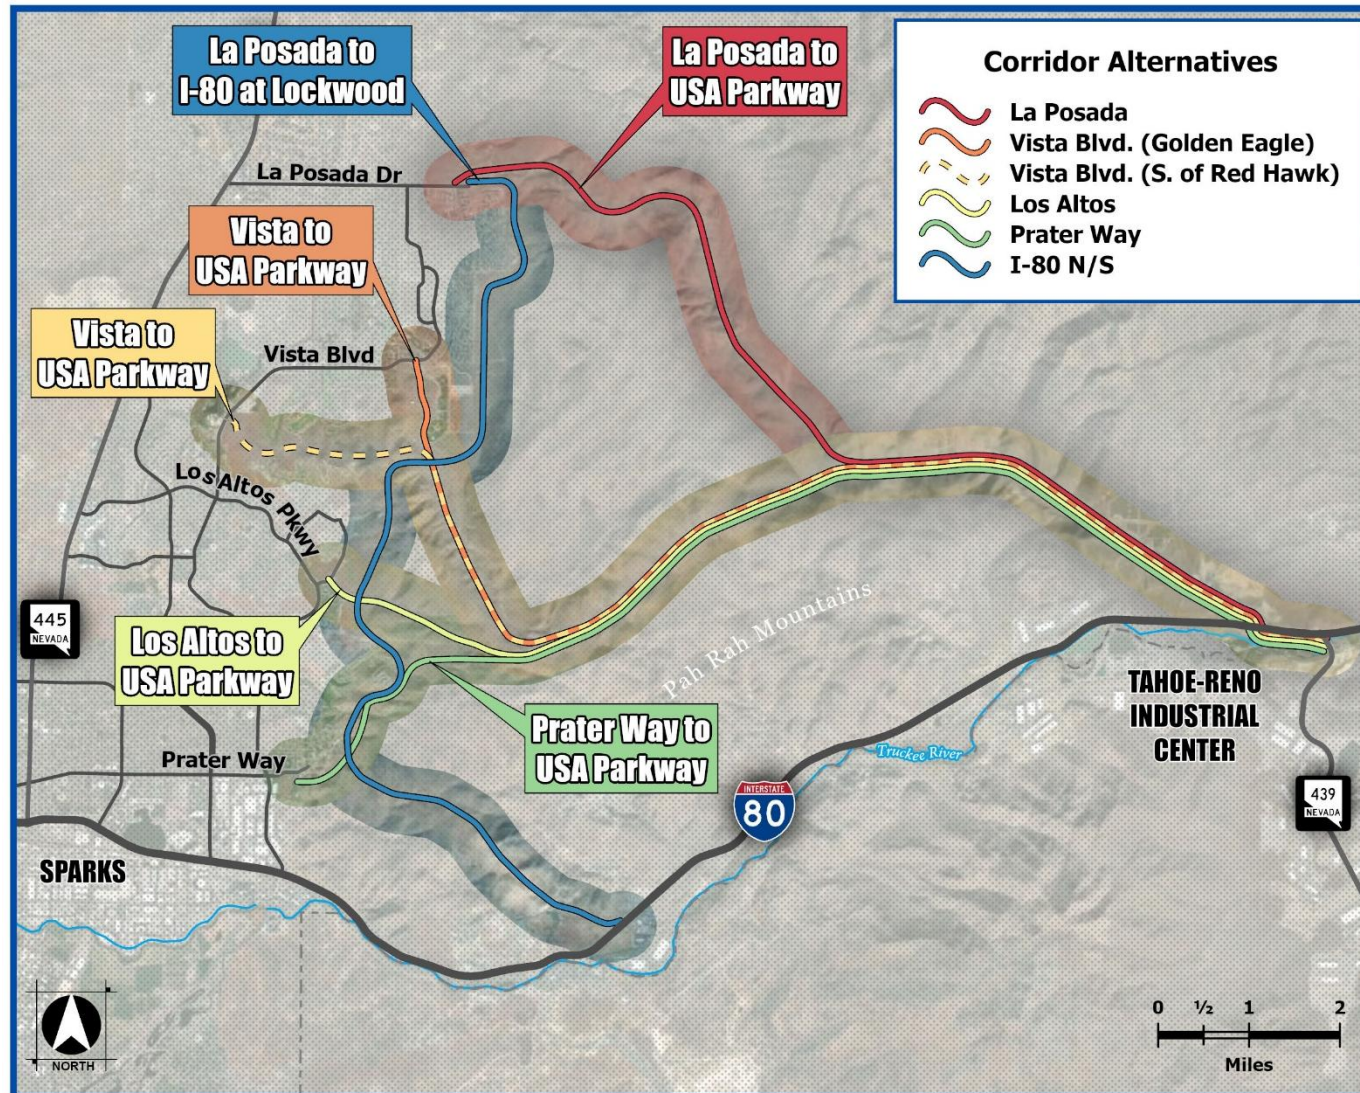 La Posada to
I-80 at Lockwood
La Posada to
USA Parkway
Corridor Alternatives
La Posada
Vista Blvd. (Golden Eagle)
Vista Blvd. (S. of Red Hawk)
Los Altos
Prater Way
I-80 N/S
La Posada Dr
Vista to
USA Parkway
Vista to
USA Parkway
Vista Blvd
Los Altos Pkwy
445
NEVADA
Los Altos to
USA Parkway
Pah Rah Mountains
Prater Way to
USA Parkway
Prater Way
TAHOE-RENO
INDUSTRIAL
CENTER
Truckee River
INTERSTATE
80
439
NEVADA
SPARKS
NORTH
0 ½ 1 2
Miles